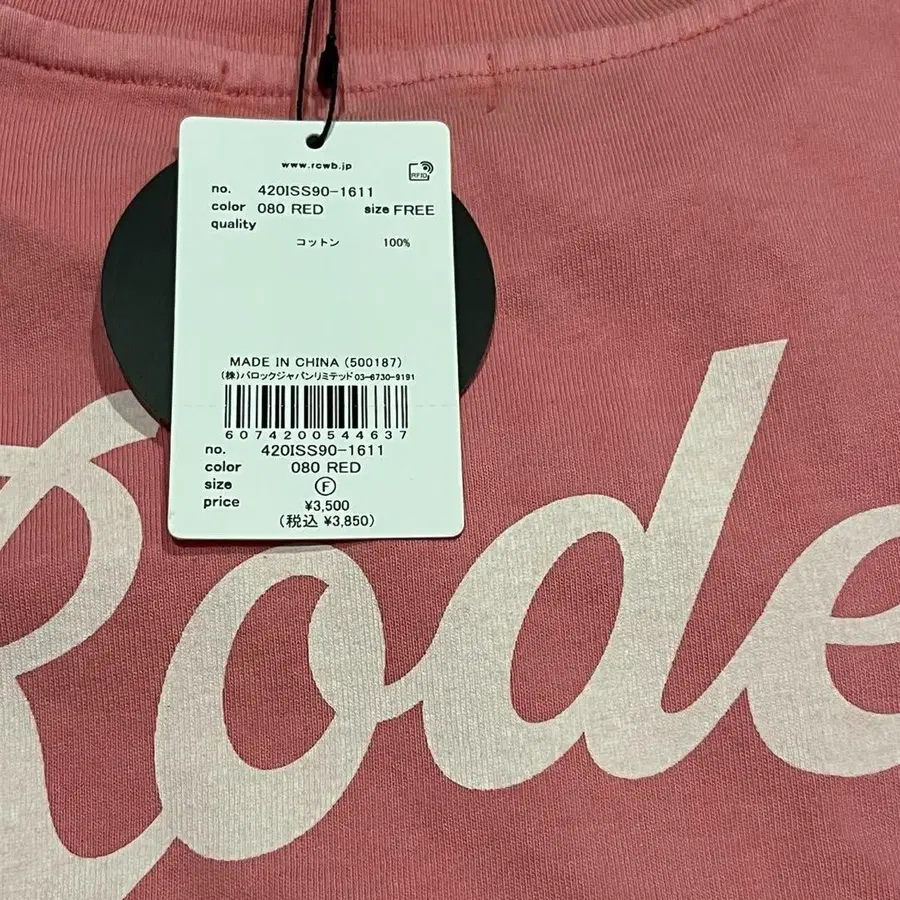 www.rcwb.jp
RFID
no. 420ISS90-1611
color 080 RED size FREE
quality
コットン 100%
MADE IN CHINA (500187)
(株)バロックジャパンリミテッド03-6730-9191
6074200544637
no. 420ISS90-1611
color 080 RED
size F
price ¥3,500
(税込 ¥3,850)
Rode